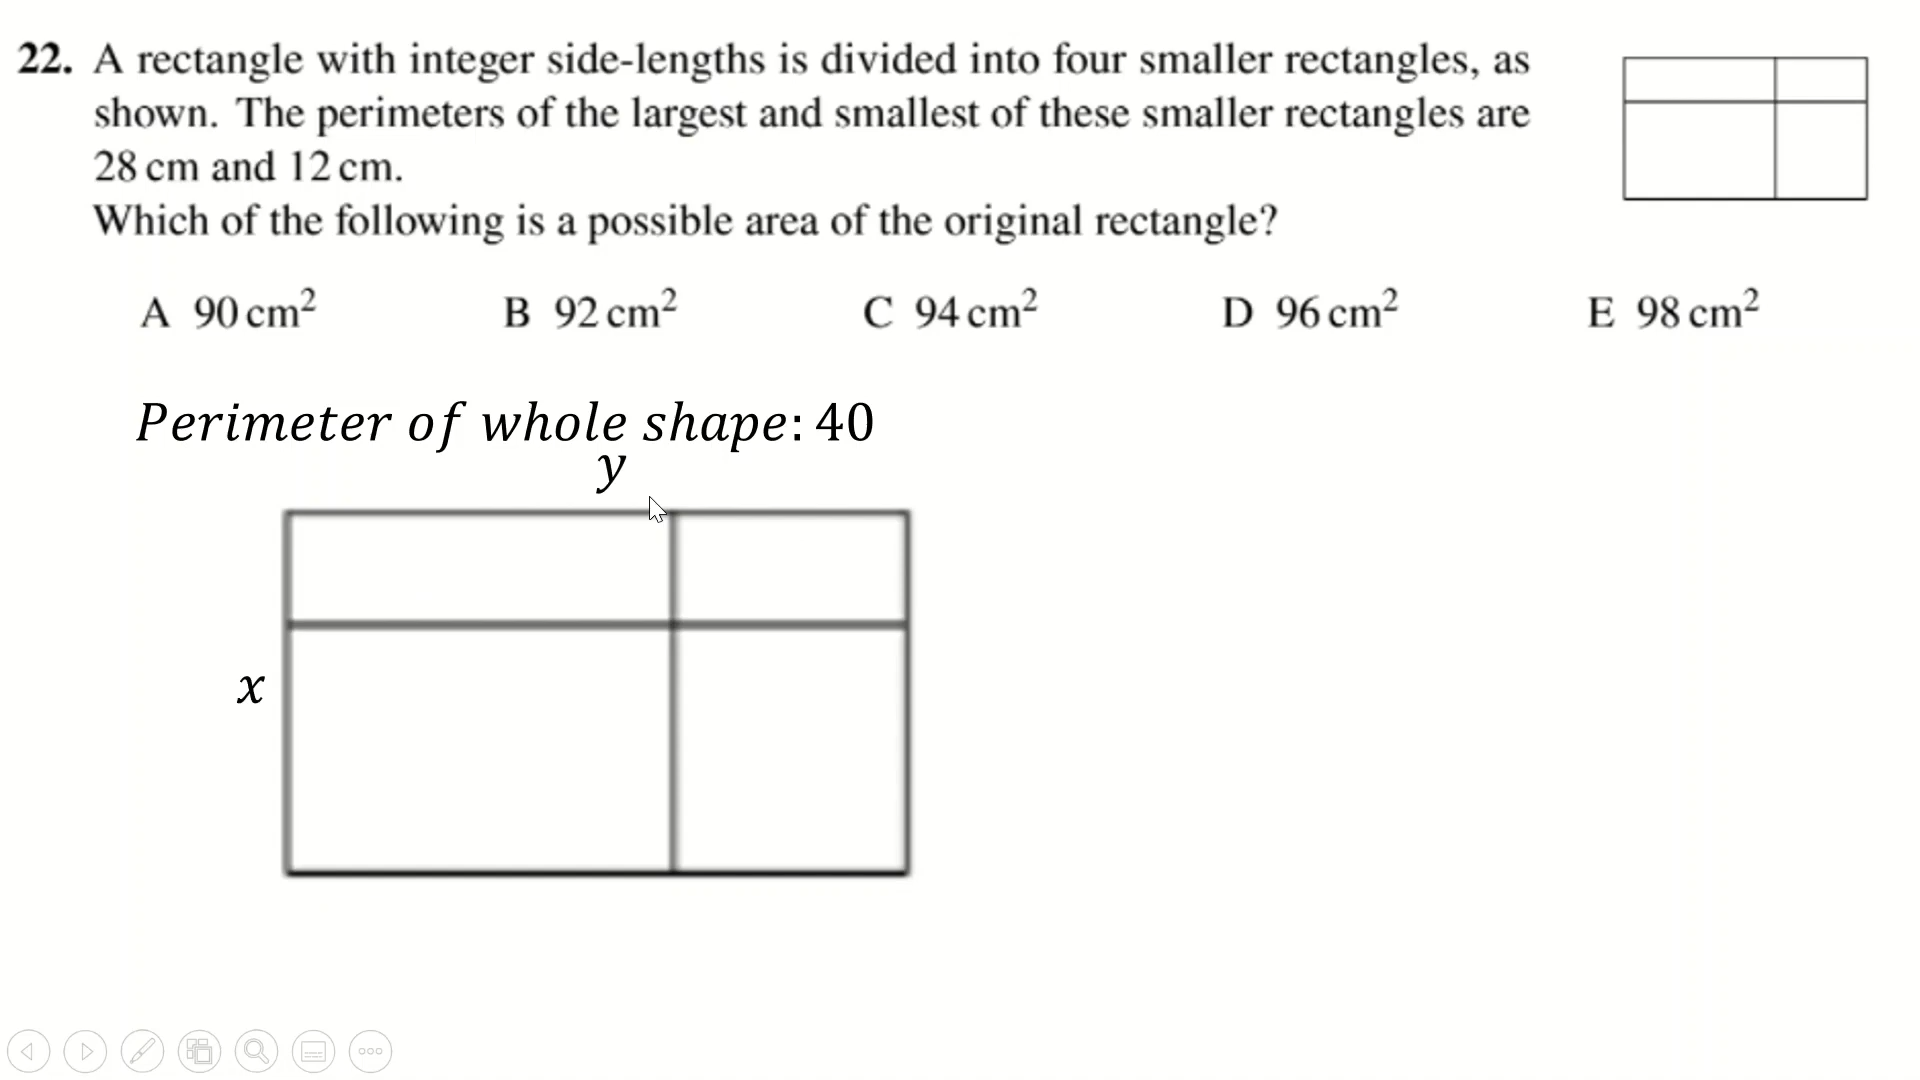 22. A rectangle with integer side-lengths is divided into four smaller rectangles, as
shown. The perimeters of the largest and smallest of these smaller rectangles are
28 cm and 12 cm.
Which of the following is a possible area of the original rectangle?
A 90 cm² B 92 cm² C 94 cm² D 96 cm² E 98 cm²
Perimeter of whole shape: 40
y
x